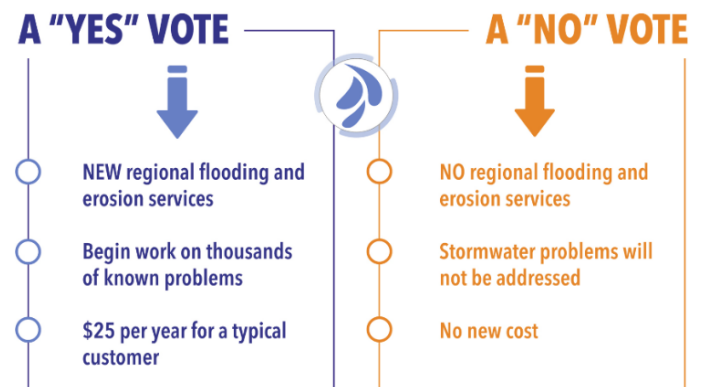 A “YES” VOTE
NEW regional flooding and
erosion services
Begin work on thousands
of known problems
$25 per year for a typical
customer
A “NO” VOTE
NO regional flooding and
erosion services
Stormwater problems will
not be addressed
No new cost